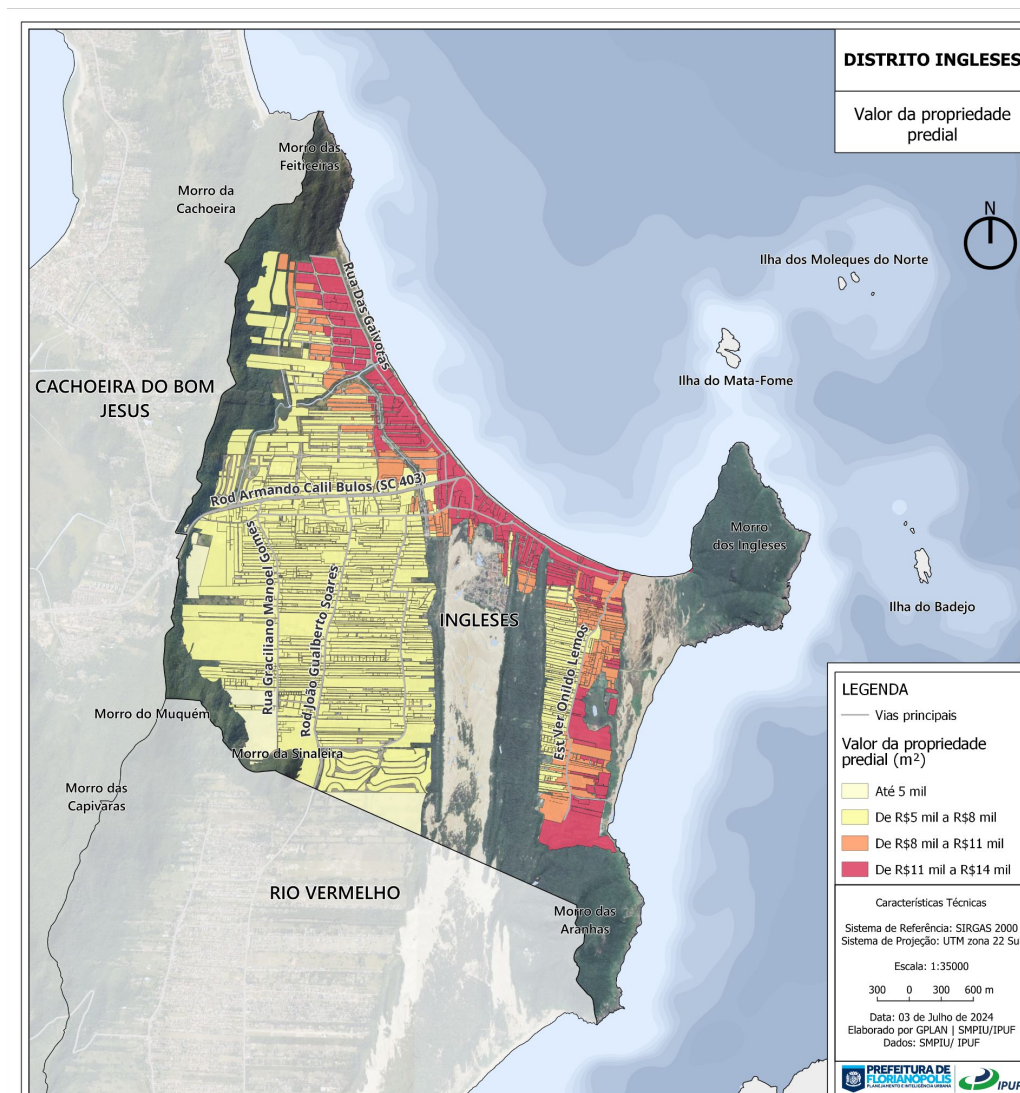 DISTRITO INGLESES
Valor da propriedade
predial
N
Morro das
Feiticeiras
Morro da
Cachoeira
Ilha dos Moleques do Norte
Rua Das Gaivotas
Ilha do Mata-Fome
CACHOEIRA DO BOM
JESUS
Rod Armando Calil Bulos (SC 403)
Morro
dos Ingleses
Rua Graciliano Manoel Gomes
Rod João Gualberto Soares
INGLESES
Ilha do Badejo
Est Ver Onildo Lemos
Morro do Muquém
Morro da Sinaleira
Morro das
Capivaras
RIO VERMELHO
Morro das
Aranhas
LEGENDA
Vias principais
Valor da propriedade
predial (m²)
Até 5 mil
De R$5 mil a R$8 mil
De R$8 mil a R$11 mil
De R$11 mil a R$14 mil
Características Técnicas
Sistema de Referência: SIRGAS 2000
Sistema de Projeção: UTM zona 22 Su
Escala: 1:35000
300 0 300 600 m
Data: 03 de Julho de 2024
Elaborado por GPLAN | SMPIU/IPUF
Dados: SMPIU/ IPUF
PREFEITURA DE
FLORIANÓPOLIS
PLANEJAMENTO E INTELIGÊNCIA URBANA
IPUF